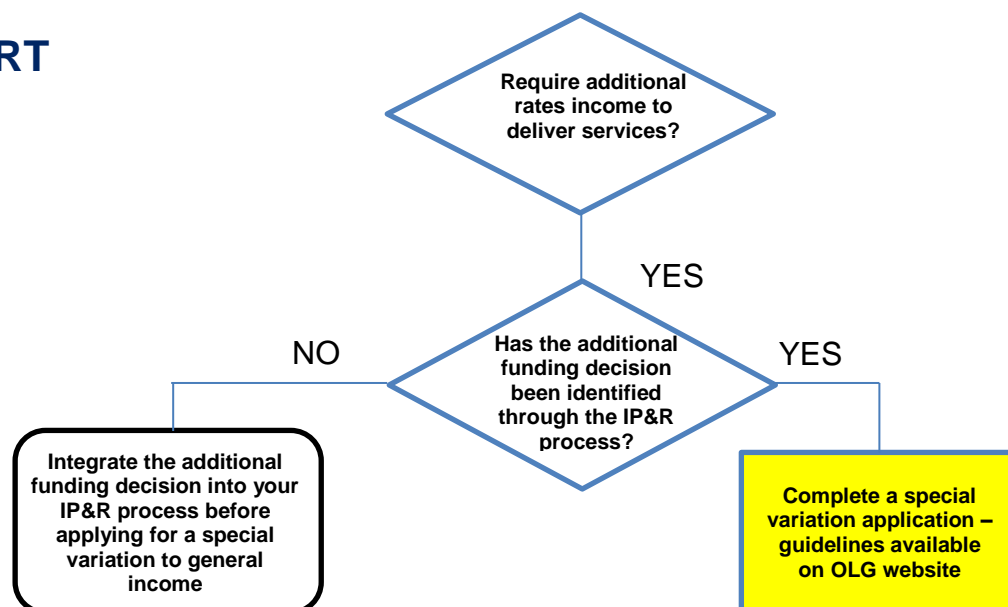 RT
Require additional
rates income to
deliver services?
YES
Has the additional
funding decision
been identified
through the IP&R
process?
NO
YES
Integrate the additional
funding decision into your
IP&R process before
applying for a special
variation to general
income
Complete a special
variation application –
guidelines available
on OLG website